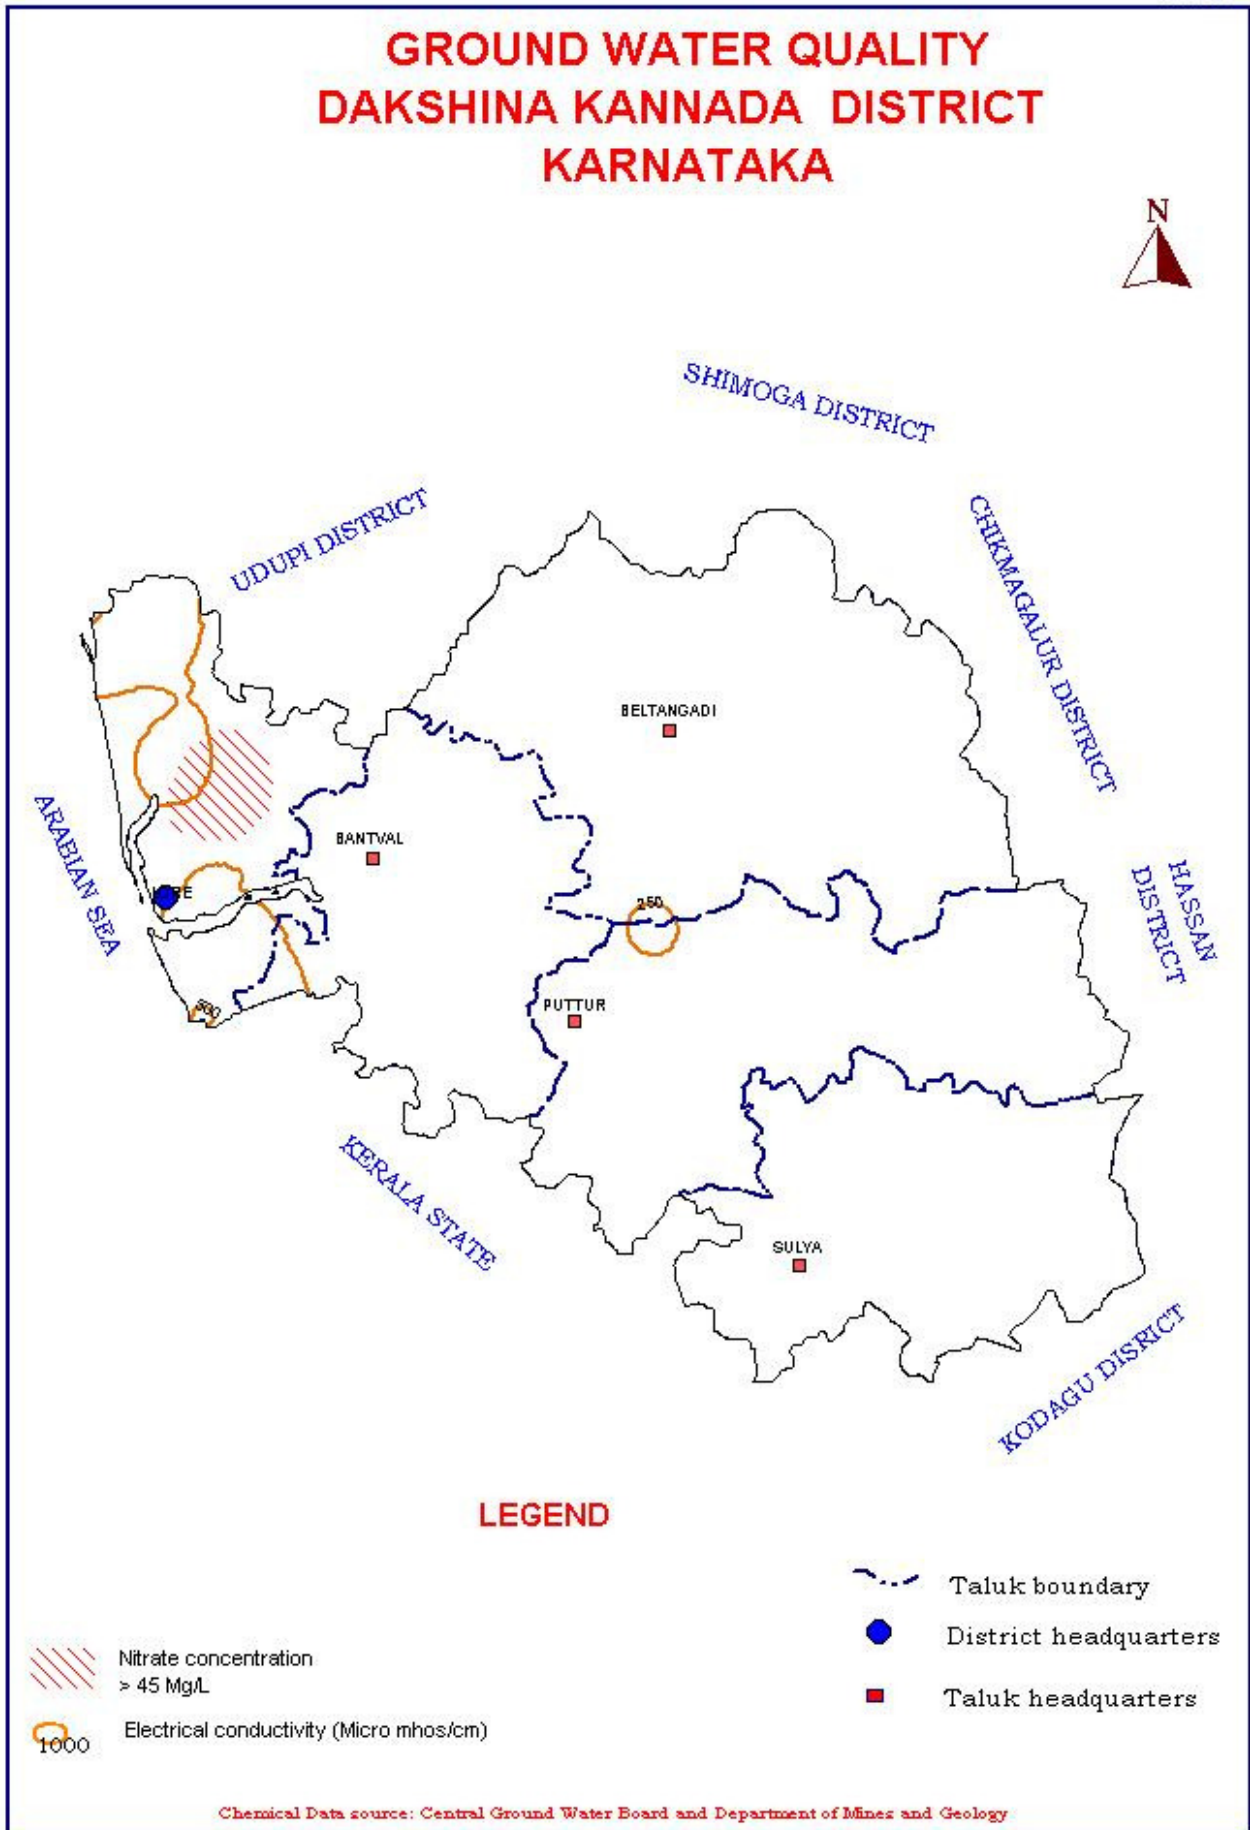 GROUND WATER QUALITY
DAKSHINA KANNADA DISTRICT
KARNATAKA
N
SHIMOGA DISTRICT
UDUPI DISTRICT
CHIKMAGALUR DISTRICT
BELTANGADI
ARABIAN SEA
BANTVAL
HASSAN
DISTRICT
250
PUTTUR
KERALA STATE
SULYA
KODAGU DISRICT
LEGEND
Taluk boundary
District headquarters
Taluk headquarters
Nitrate concentration
> 45 Mg/L
1000
Electrical conductivity (Micro mhos/cm)
Chemical Data source: Central Ground Water Board and Department of Mines and Geology